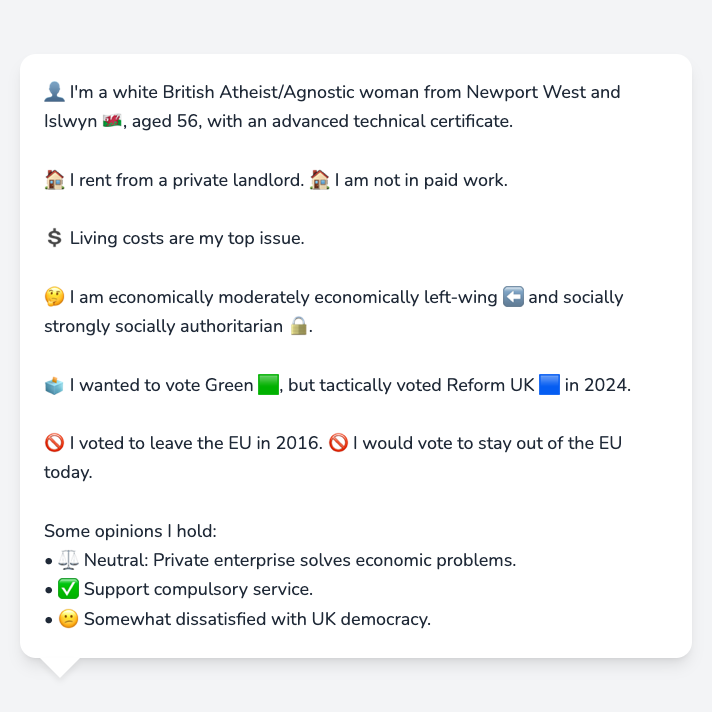 👤 I'm a white British Atheist/Agnostic woman from Newport West and
Islwyn 🏴󠁧󠁢󠁷󠁬󠁳󠁿, aged 56, with an advanced technical certificate.
🏠 I rent from a private landlord. 🏠 I am not in paid work.
💲 Living costs are my top issue.
🤔 I am economically moderately economically left-wing ⬅️ and socially
strongly socially authoritarian 🔒.
🗳️ I wanted to vote Green 🟩, but tactically voted Reform UK 🟦 in 2024.
🚫 I voted to leave the EU in 2016. 🚫 I would vote to stay out of the EU
today.
Some opinions I hold:
• ⚖️ Neutral: Private enterprise solves economic problems.
• ✅ Support compulsory service.
• 😕 Somewhat dissatisfied with UK democracy.